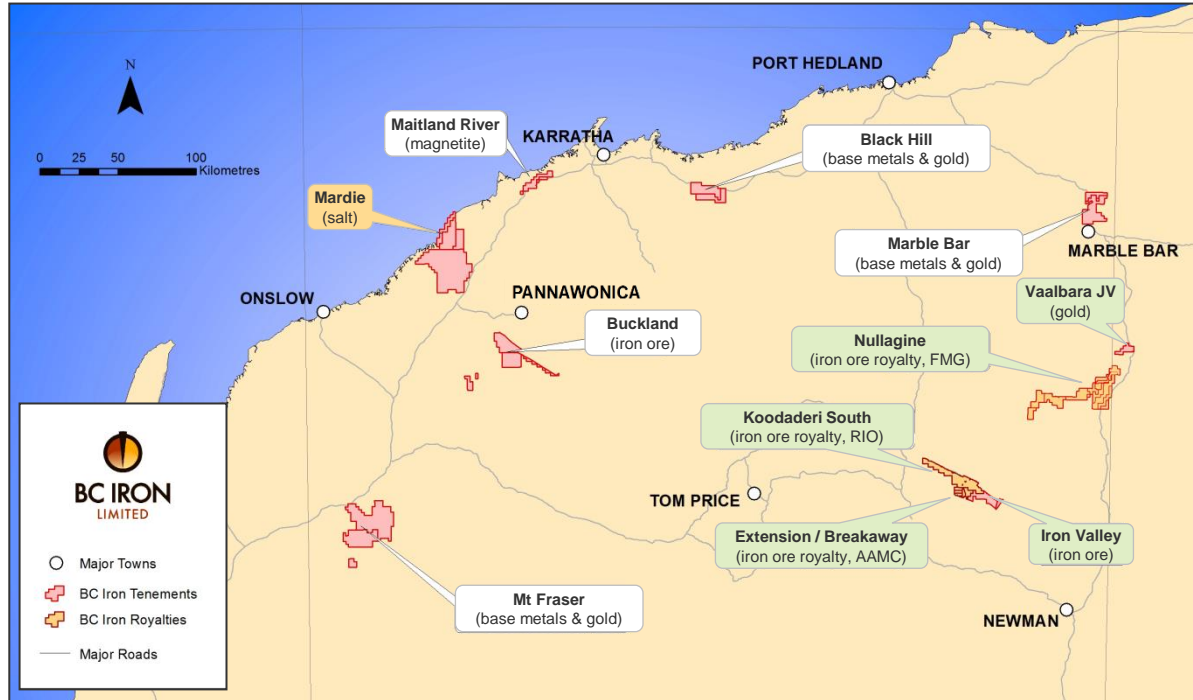 PORT HEDLAND
N
Maitland River
(magnetite)
KARRATHA
Black Hill
(base metals & gold)
0 25 50 100
Kilometres
Mardie
(salt)
Marble Bar
(base metals & gold)
MARBLE BAR
ONSLOW
PANNAWONICA
Vaalbara JV
(gold)
Buckland
(iron ore)
Nullagine
(iron ore royalty, FMG)
Koodaderi South
(iron ore royalty, RIO)
TOM PRICE
Extension / Breakaway
(iron ore royalty, AAMC)
Iron Valley
(iron ore)
Mt Fraser
(base metals & gold)
NEWMAN
BC IRON
LIMITED
Major Towns
BC Iron Tenements
BC Iron Royalties
Major Roads